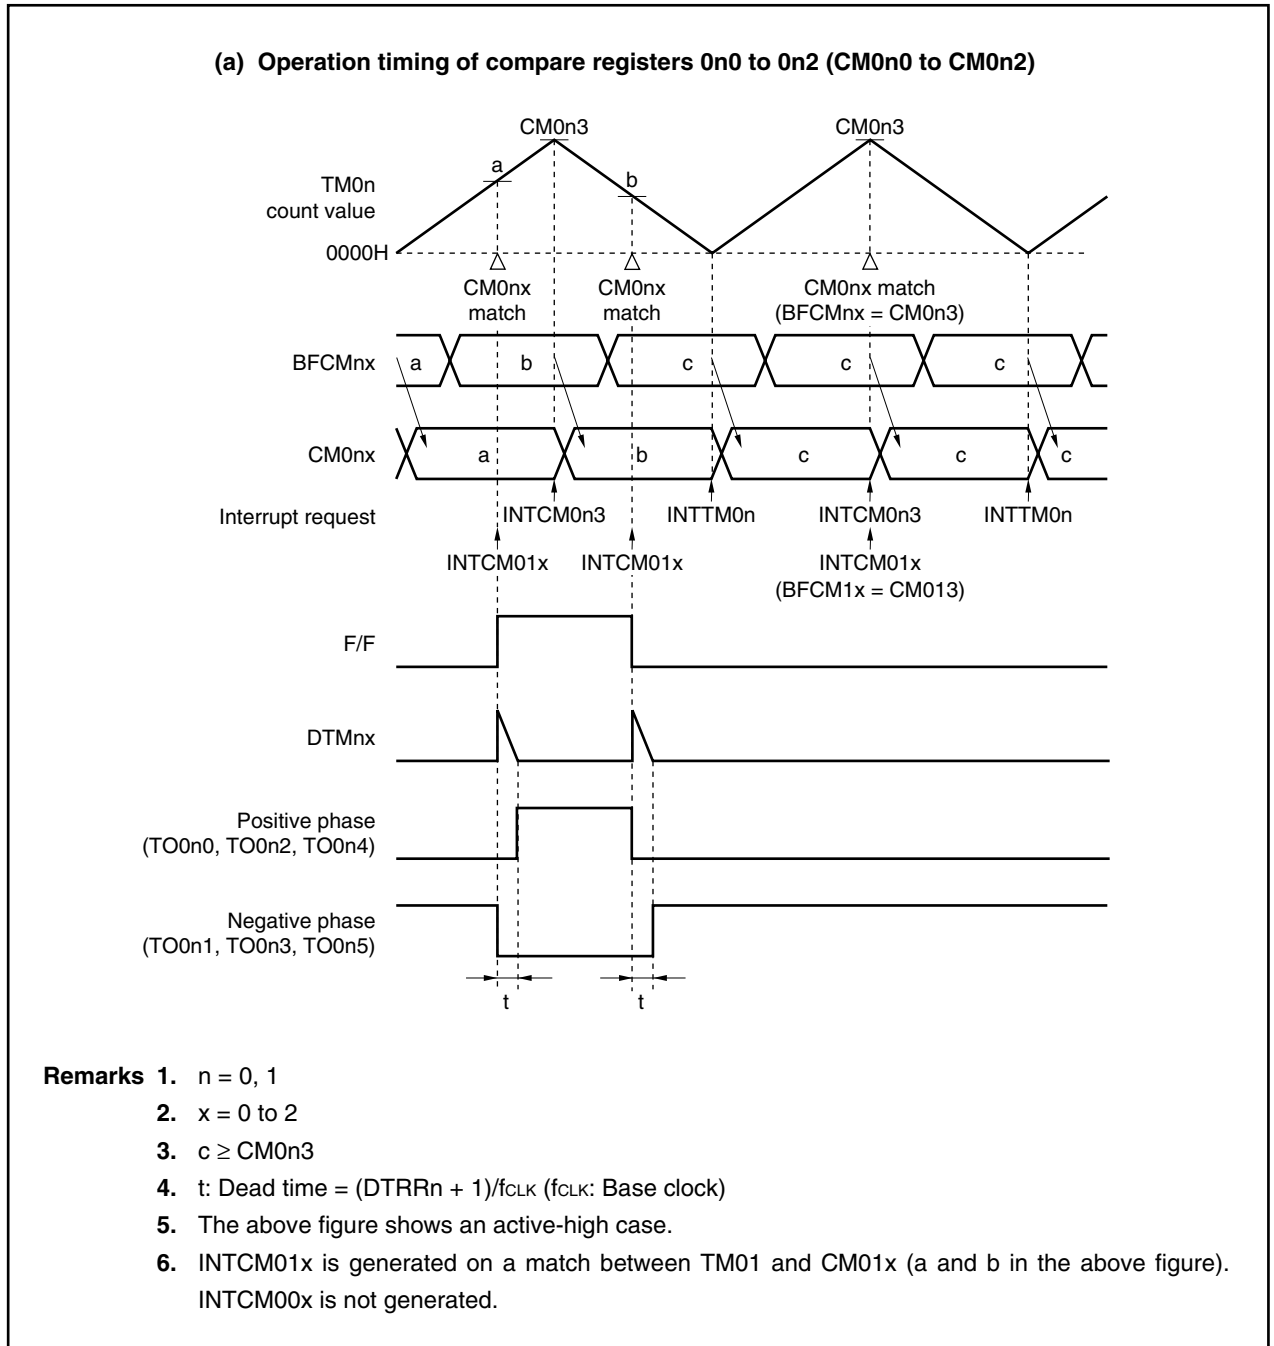 (a) Operation timing of compare registers 0n0 to 0n2 (CM0n0 to CM0n2)
CM0n3
CM0n3
a
b
TM0n
count value
0000H
CM0nx
match
CM0nx
match
CM0nx match
(BFCMnx = CM0n3)
BFCMnx
a
b
c
c
c
CM0nx
a
b
c
c
c
Interrupt request
INTCM0n3
INTTM0n
INTCM0n3
INTTM0n
INTCM01x
INTCM01x
INTCM01x
(BFCM1x = CM013)
F/F
DTMnx
Positive phase
(TO0n0, TO0n2, TO0n4)
Negative phase
(TO0n1, TO0n3, TO0n5)
t
t
Remarks 1. n = 0, 1
2. x = 0 to 2
3. c ≥ CM0n3
4. t: Dead time = (DTRRn + 1)/fCLK (fCLK: Base clock)
5. The above figure shows an active-high case.
6. INTCM01x is generated on a match between TM01 and CM01x (a and b in the above figure).
INTCM00x is not generated.